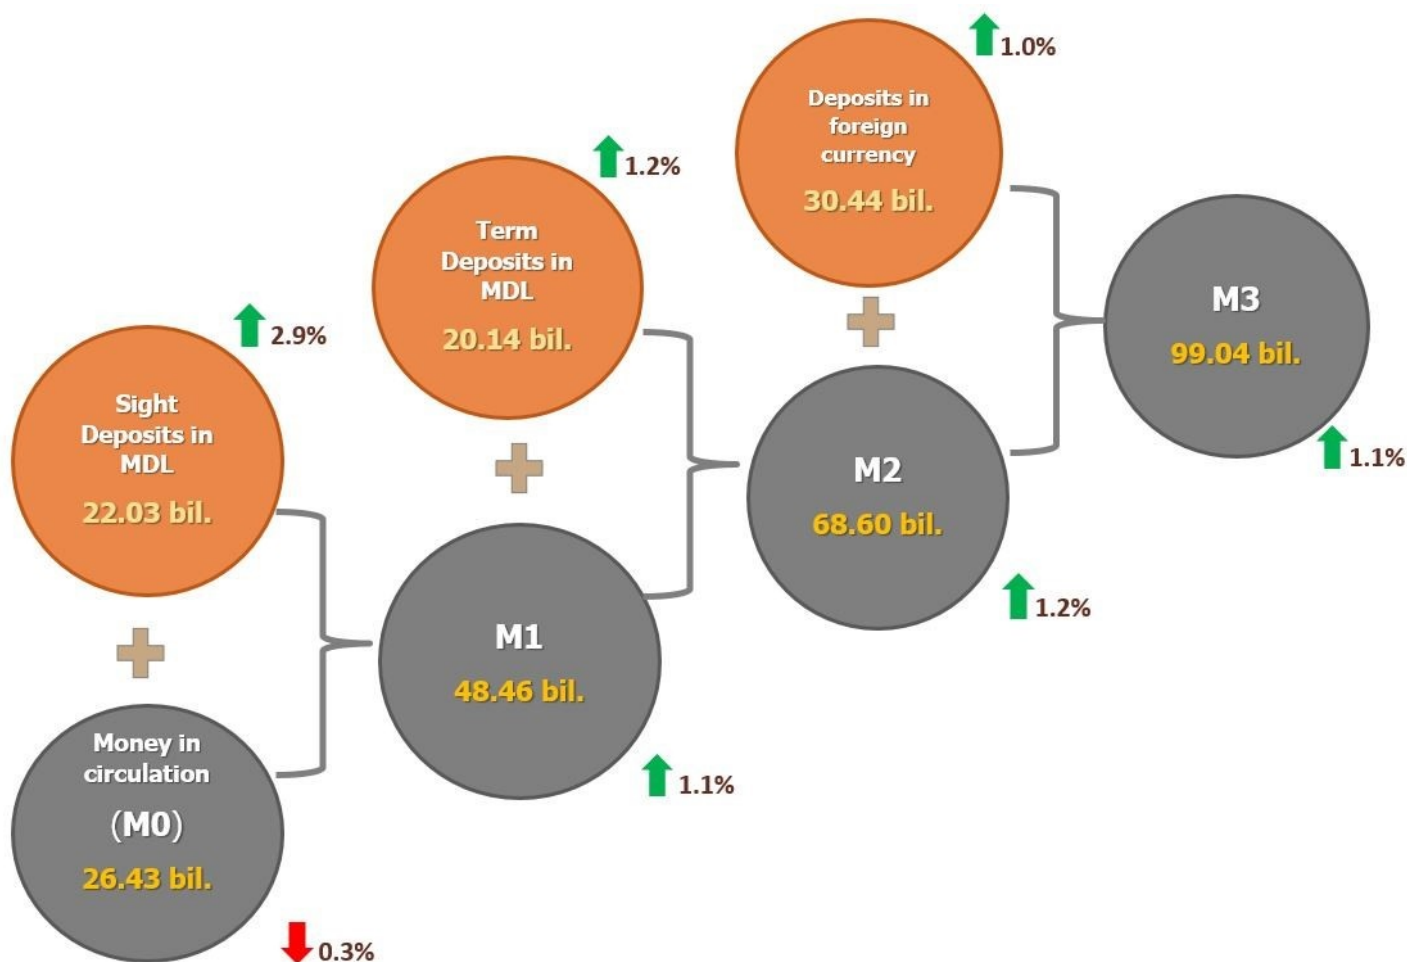 Sight
Deposits in
MDL
22.03 bil.
2.9%
Money in
circulation
(M0)
26.43 bil.
0.3%
Term
Deposits in
MDL
20.14 bil.
1.2%
M1
48.46 bil.
1.1%
Deposits in
foreign
currency
30.44 bil.
1.0%
M2
68.60 bil.
1.2%
M3
99.04 bil.
1.1%